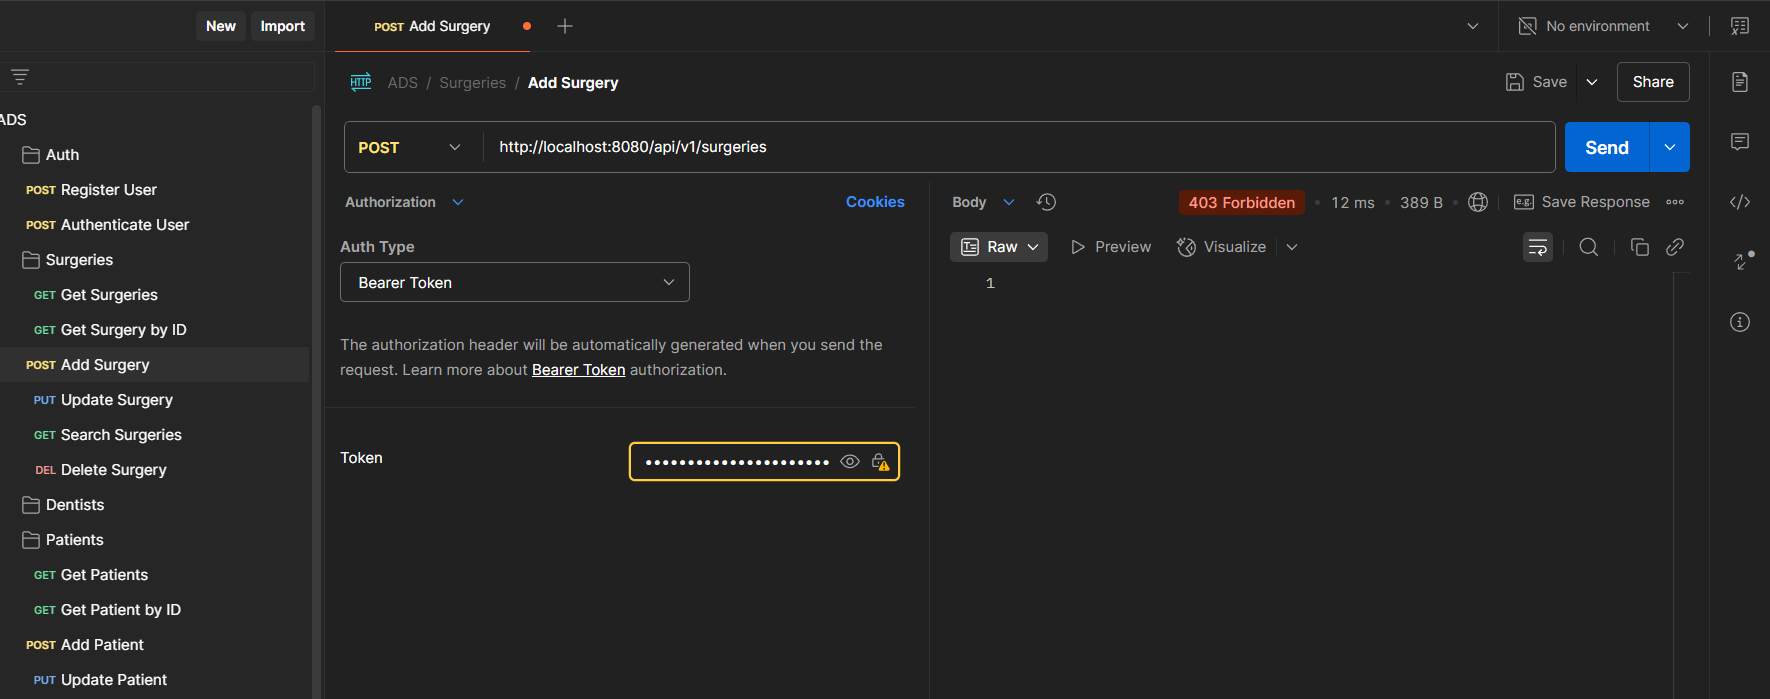 New Import
POST Add Surgery
No environment
HTTP ADS / Surgeries / Add Surgery
Save
Share
ADS
Auth
POST Register User
POST Authenticate User
Surgeries
GET Get Surgeries
GET Get Surgery by ID
POST Add Surgery
PUT Update Surgery
GET Search Surgeries
DEL Delete Surgery
Dentists
Patients
GET Get Patients
GET Get Patient by ID
POST Add Patient
PUT Update Patient
POST http://localhost:8080/api/v1/surgeries
Send
Authorization
Cookies
Auth Type
Bearer Token
The authorization header will be automatically generated when you send the
request. Learn more about Bearer Token authorization.
Token
Body
403 Forbidden • 12 ms • 389 B •
e.g. Save Response
Raw
Preview
Visualize
1